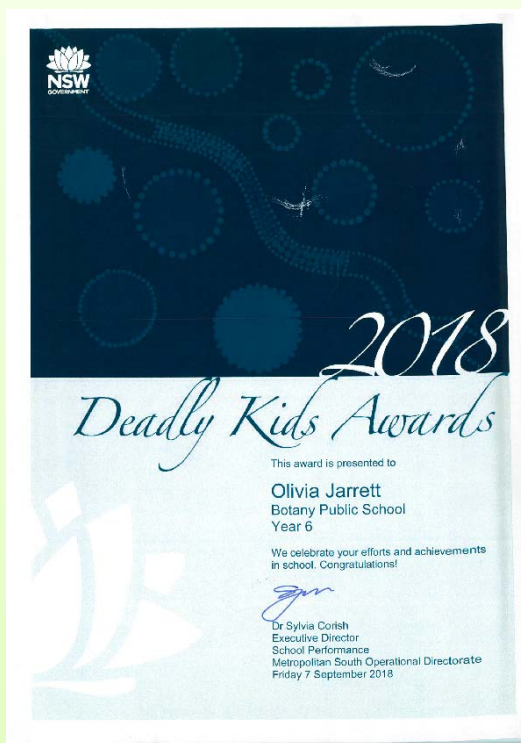 NSW
GOVERNMENT
2018
Deadly Kids Awards
This award is presented to
Olivia Jarrett
Botany Public School
Year 6
We celebrate your efforts and achievements
in school. Congratulations!
Dr Sylvia Corish
Executive Director
School Performance
Metropolitan South Operational Directorate
Friday 7 September 2018